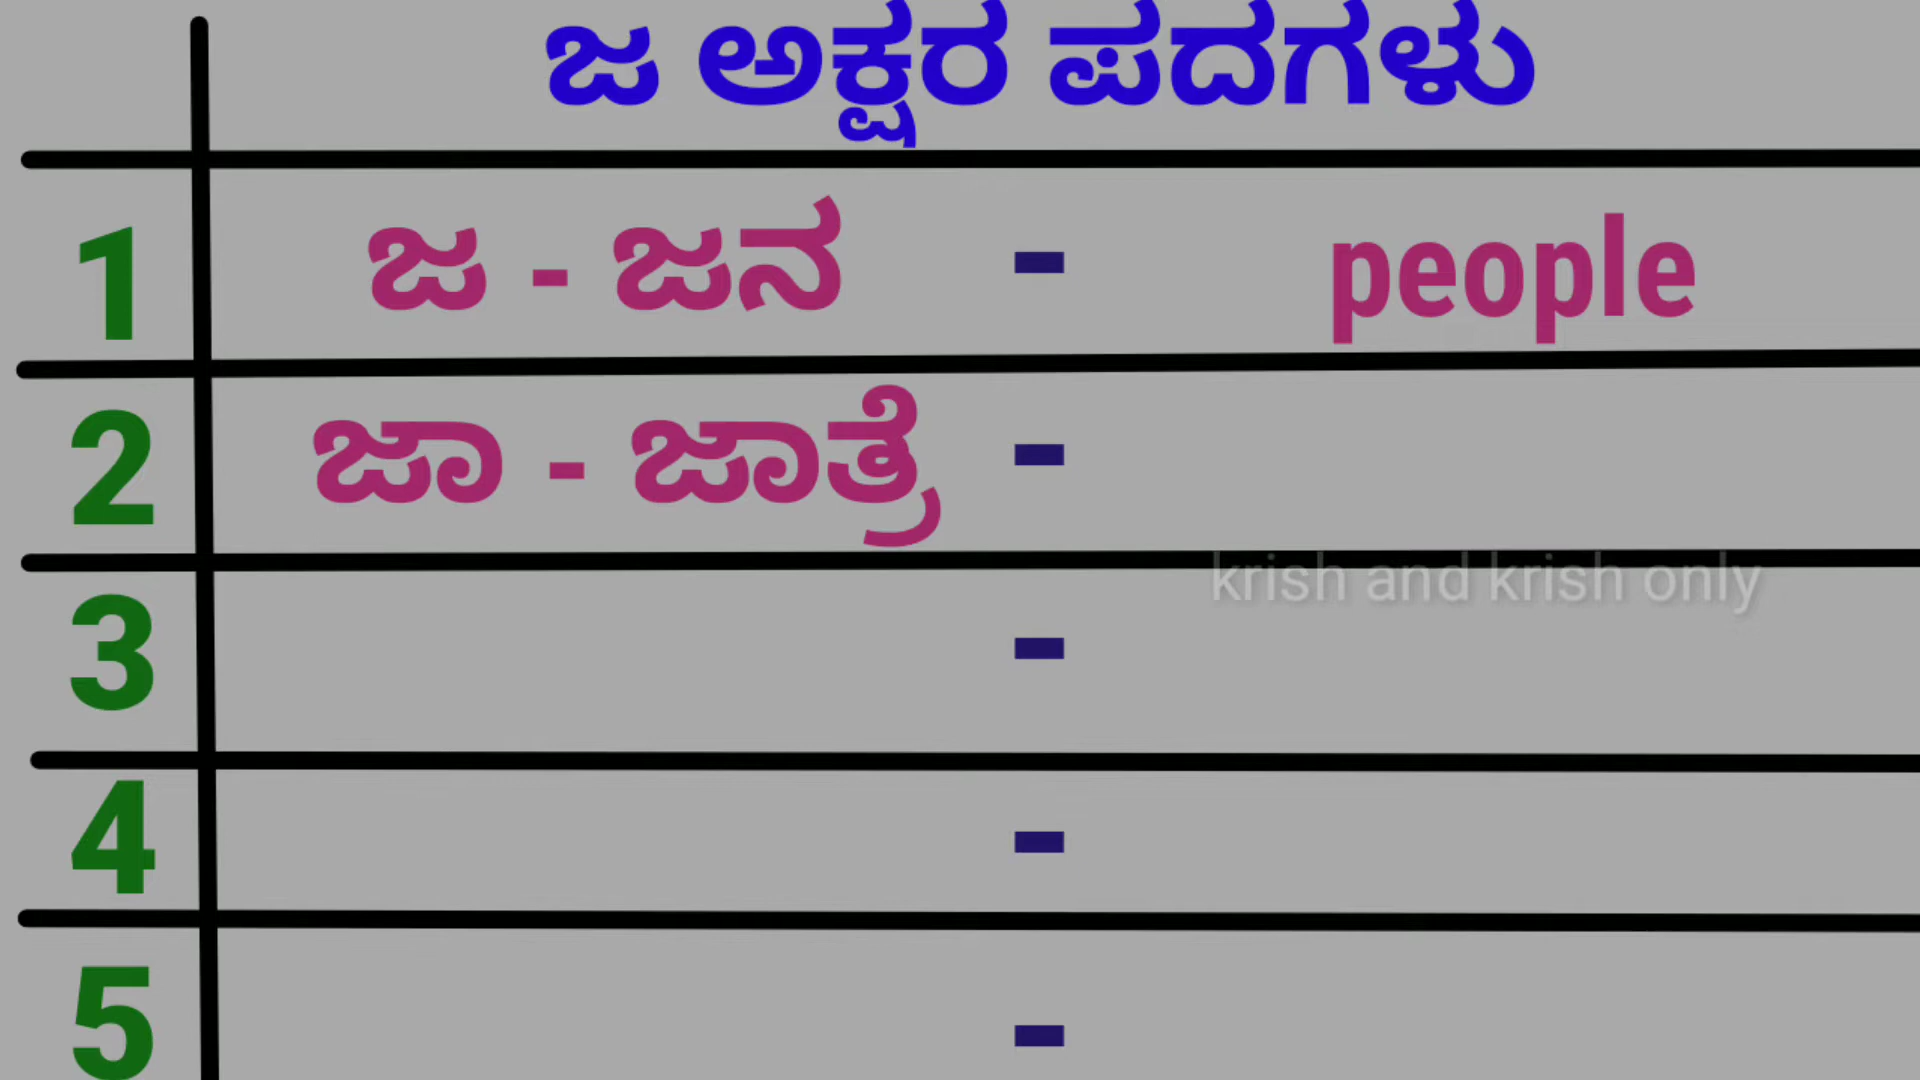 ಜ ಅಕ್ಷರ ಪದಗಳು
1 ಜ - ಜನ - people
2 ಜಾ - ಜಾತ್ರೆ -
krish and krish only
3 -
4 -
5 -